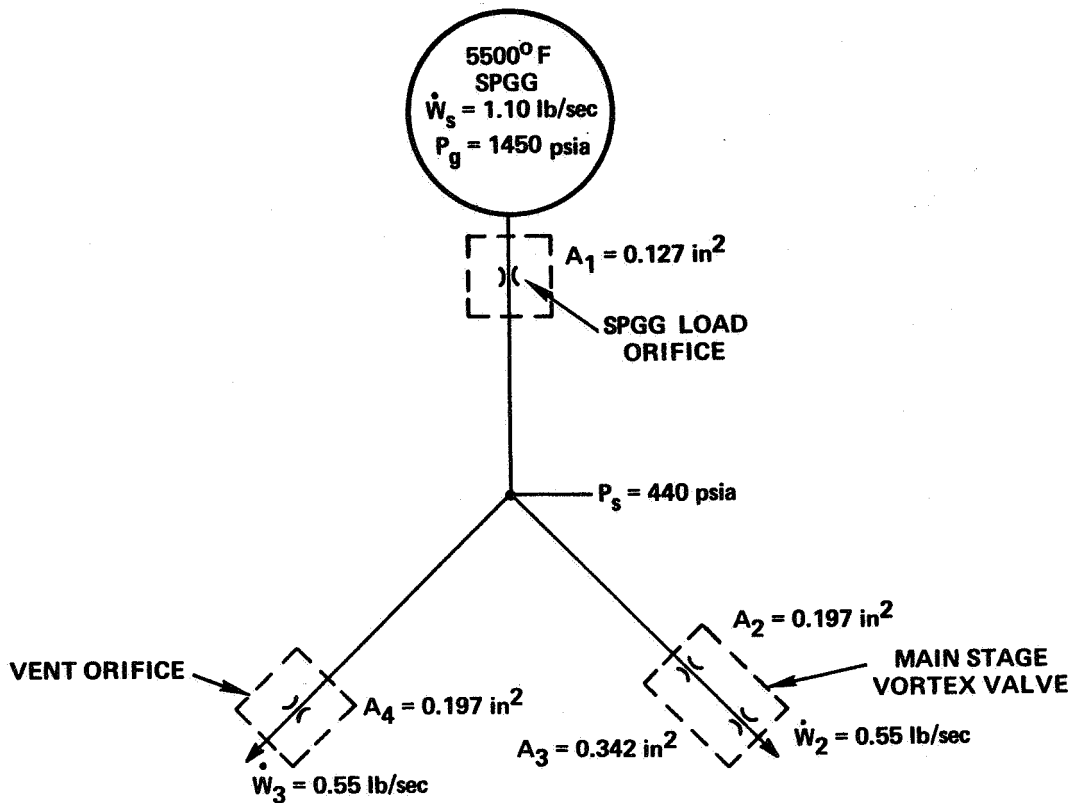 5500° F
SPGG
Ẇs = 1.10 lb/sec
Pg = 1450 psia
A1 = 0.127 in²
SPGG LOAD
ORIFICE
Ps = 440 psia
A2 = 0.197 in²
VENT ORIFICE
MAIN STAGE
VORTEX VALVE
A4 = 0.197 in²
A3 = 0.342 in²
Ẇ2 = 0.55 lb/sec
Ẇ3 = 0.55 lb/sec